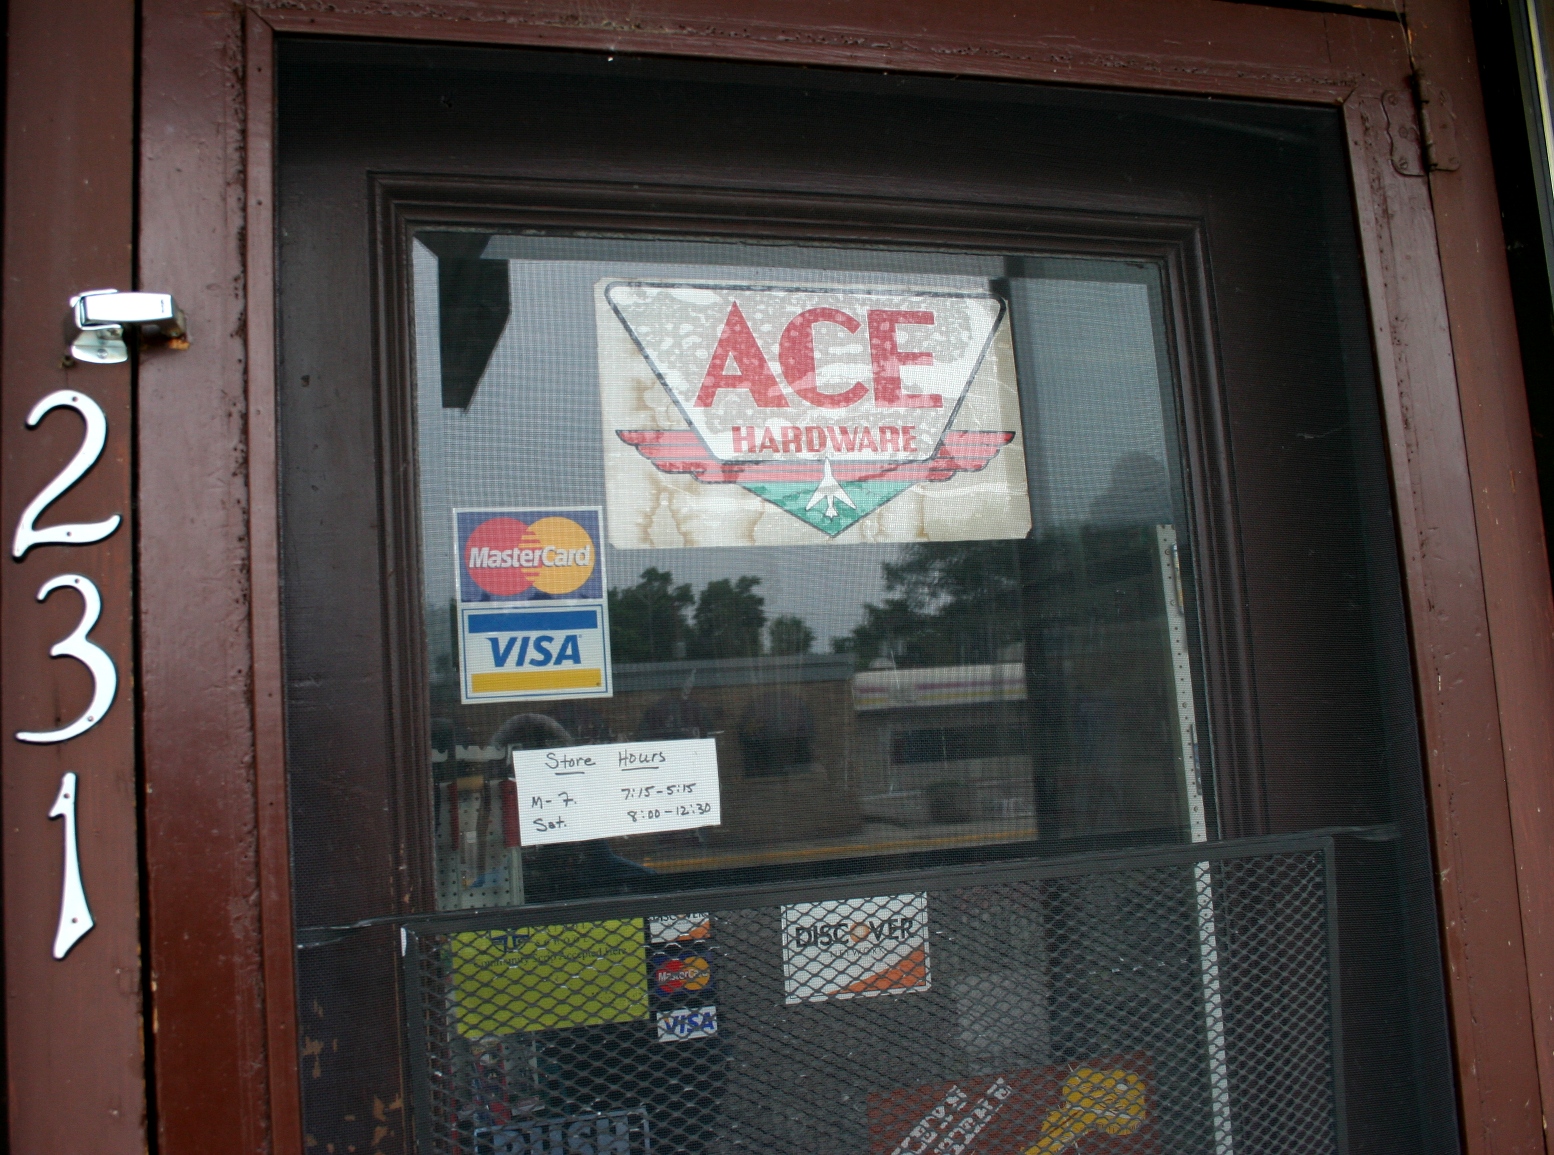 231
ACE
HARDWARE
MasterCard
VISA
Store Hours
M-F. 7:15-5:15
Sat. 8:00-12:30
DISCOVER
MasterCard
VISA
PUSH
KEYS